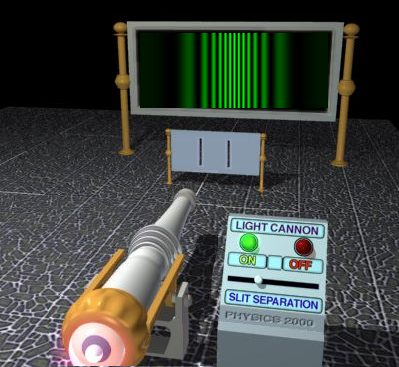 LIGHT CANNON
ON OFF
SLIT SEPARATION
PHYSICS 2000